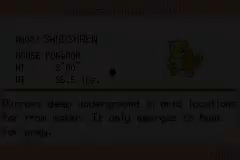 SANDSHREW
MOUSE POKéMON
HT 2'00"
WT 26.5 lbs.
Burrows deep underground in arid locations
far from water. It only emerges to hunt
for prey.